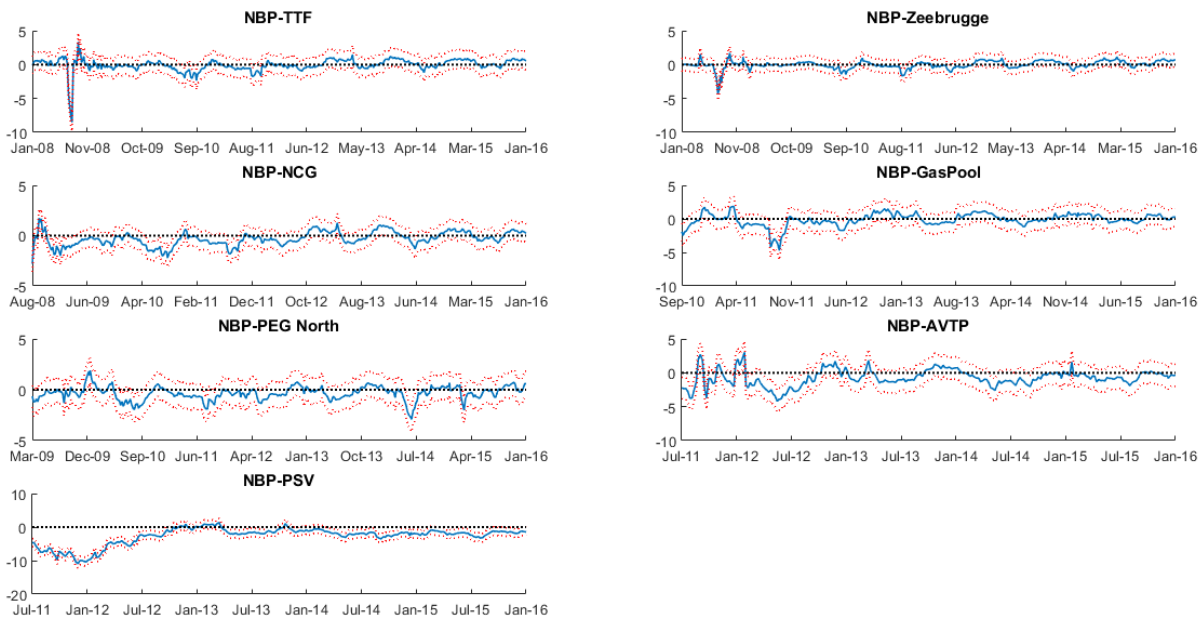 NBP-TTF
5
0
-5
-10
Jan-08 Nov-08 Oct-09 Sep-10 Aug-11 Jun-12 May-13 Apr-14 Mar-15 Jan-16
NBP-Zeebrugge
5
0
-5
-10
Jan-08 Nov-08 Oct-09 Sep-10 Aug-11 Jun-12 May-13 Apr-14 Mar-15 Jan-16
NBP-NCG
5
0
-5
Aug-08 Jun-09 Apr-10 Feb-11 Dec-11 Oct-12 Aug-13 Jun-14 Mar-15 Jan-16
NBP-GasPool
5
0
-5
-10
Sep-10 Apr-11 Nov-11 Jun-12 Jan-13 Aug-13 Apr-14 Nov-14 Jun-15 Jan-16
NBP-PEG North
5
0
-5
Mar-09 Dec-09 Sep-10 Jun-11 Apr-12 Jan-13 Oct-13 Jul-14 Apr-15 Jan-16
NBP-AVTP
5
0
-5
-10
Jul-11 Jan-12 Jul-12 Jan-13 Jul-13 Jan-14 Jul-14 Jan-15 Jul-15 Jan-16
NBP-PSV
10
0
-10
-20
Jul-11 Jan-12 Jul-12 Jan-13 Jul-13 Jan-14 Jul-14 Jan-15 Jul-15 Jan-16